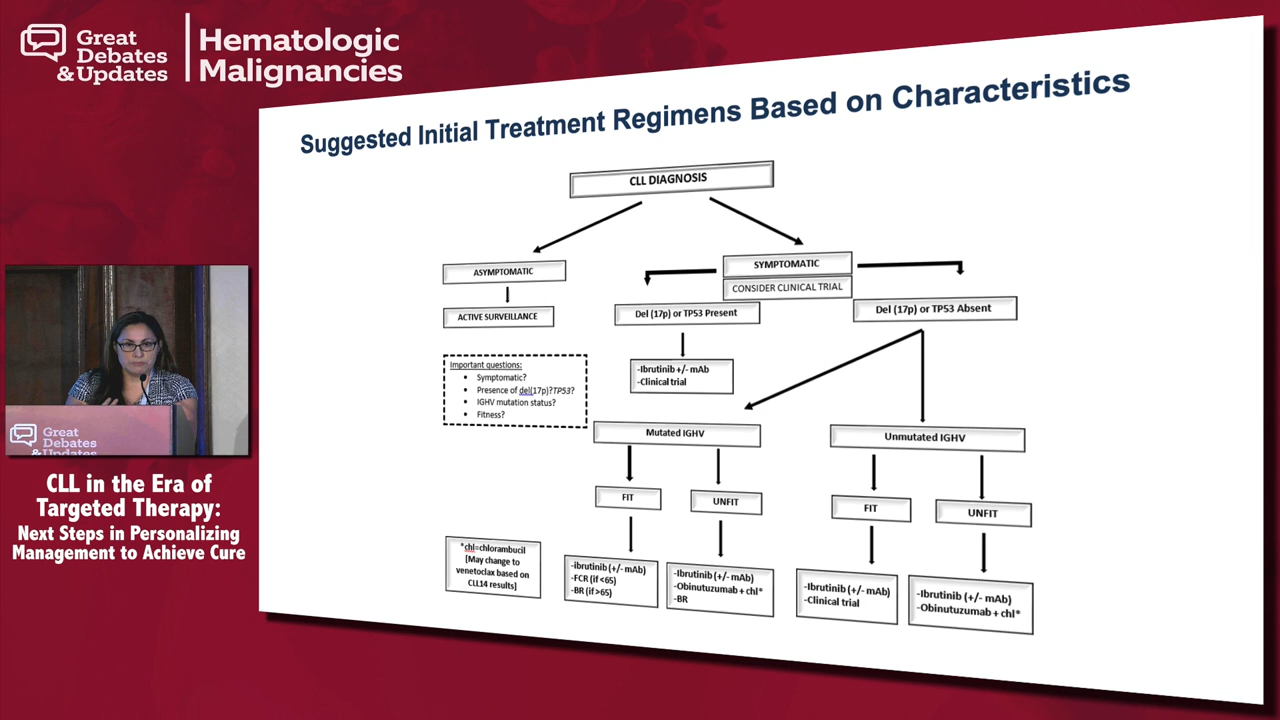 Great
Debates
& Updates
Hematologic
Malignancies
Suggested Initial Treatment Regimens Based on Characteristics
CLL DIAGNOSIS
ASYMPTOMATIC
ACTIVE SURVEILLANCE
SYMPTOMATIC
CONSIDER CLINICAL TRIAL
Del (17p) or TP53 Present
-Ibrutinib +/- mAb
-Clinical trial
Del (17p) or TP53 Absent
Important questions:
• Symptomatic?
• Presence of del(17p)?TP53?
• IGHV mutation status?
• Fitness?
Mutated IGHV
Unmutated IGHV
FIT
UNFIT
FIT
UNFIT
*chl=chlorambucil
[May change to
venetoclax based on
CLL14 results]
-ibrutinib (+/- mAb)
-FCR (if <65)
-BR (if >65)
-Ibrutinib (+/- mAb)
-Obinutuzumab + chl*
-BR
-Ibrutinib (+/- mAb)
-Clinical trial
-Ibrutinib (+/- mAb)
-Obinutuzumab + chl*
Great
Debates
& Updates
CLL in the Era of
Targeted Therapy:
Next Steps in Personalizing
Management to Achieve Cure